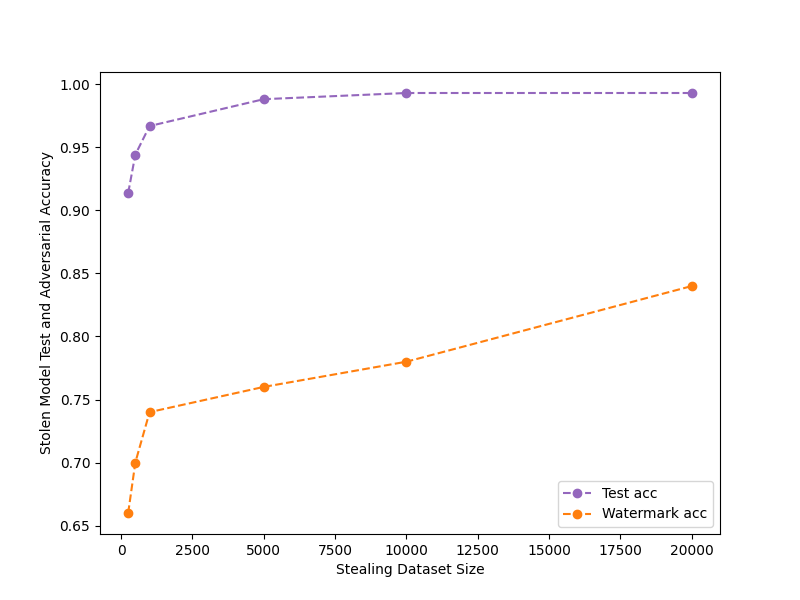 1.00
0.95
0.90
0.85
0.80
0.75
0.70
0.65
Stolen Model Test and Adversarial Accuracy
Test acc
Watermark acc
0 2500 5000 7500 10000 12500 15000 17500 20000
Stealing Dataset Size